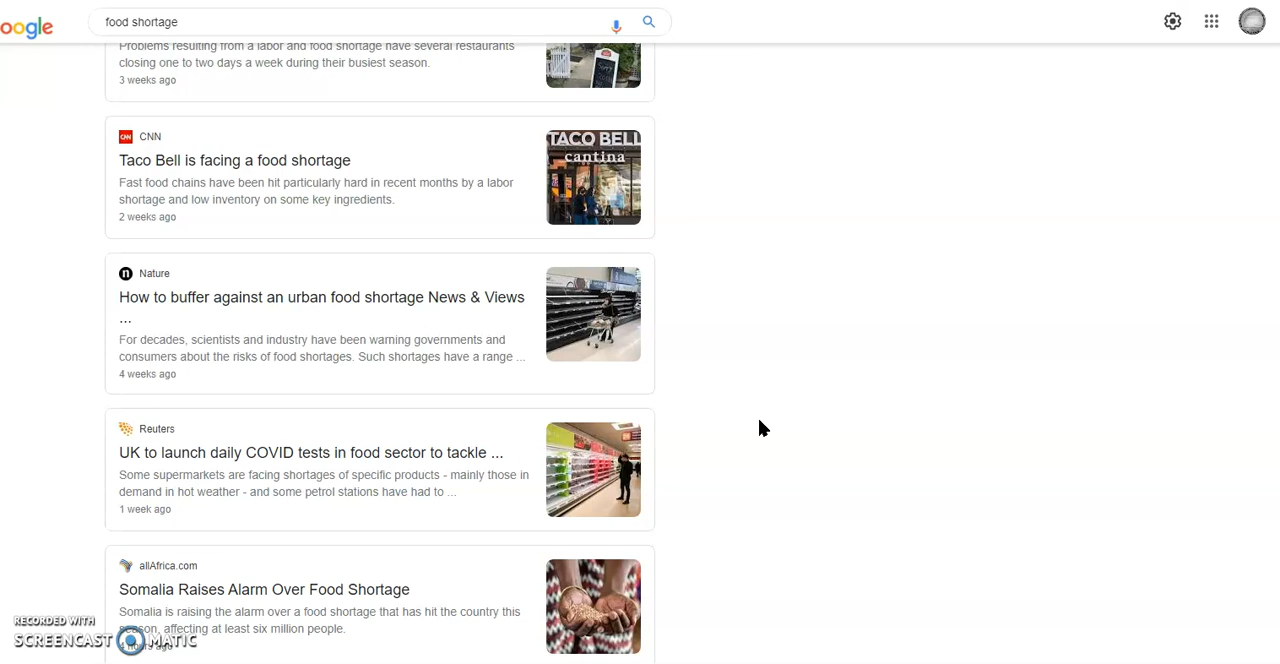 oogle
food shortage
Problems resulting from a labor and food shortage have several restaurants
closing one to two days a week during their busiest season.
3 weeks ago
CNN
CNN
Taco Bell is facing a food shortage
Fast food chains have been hit particularly hard in recent months by a labor
shortage and low inventory on some key ingredients.
2 weeks ago
TACO BELL
cantina
n
Nature
How to buffer against an urban food shortage News & Views
...
For decades, scientists and industry have been warning governments and
consumers about the risks of food shortages. Such shortages have a range ...
4 weeks ago
Reuters
UK to launch daily COVID tests in food sector to tackle ...
Some supermarkets are facing shortages of specific products - mainly those in
demand in hot weather - and some petrol stations have had to ...
1 week ago
allAfrica.com
Somalia Raises Alarm Over Food Shortage
Somalia is raising the alarm over a food shortage that has hit the country this
season, affecting at least six million people.
hours ago
RECORDED WITH
SCREENCAST MATIC